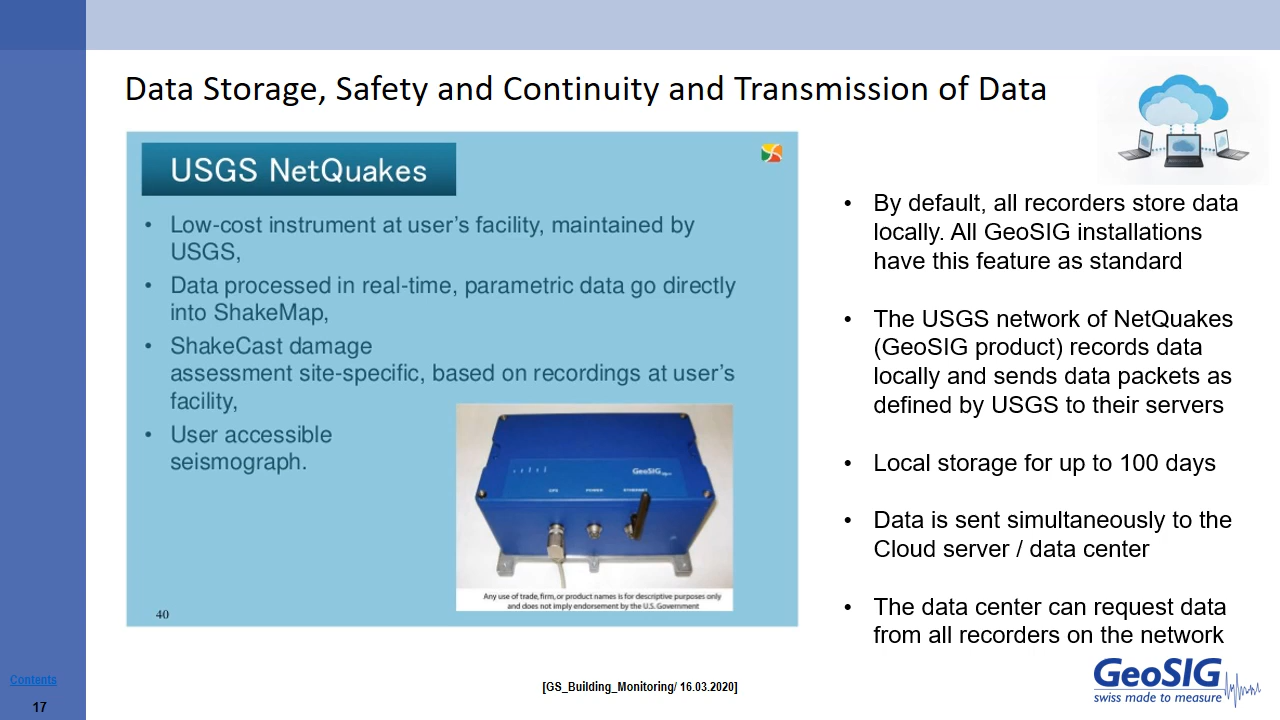 Data Storage, Safety and Continuity and Transmission of Data
USGS NetQuakes
• Low-cost instrument at user's facility, maintained by
USGS,
• Data processed in real-time, parametric data go directly
into ShakeMap,
• ShakeCast damage
assessment site-specific, based on recordings at user's
facility,
• User accessible
seismograph.
GeoSIG
GPS POWER ETHERNET
Any use of trade, firm, or product names is for descriptive purposes only
and does not imply endorsement by the U.S. Government
40
• By default, all recorders store data
locally. All GeoSIG installations
have this feature as standard
• The USGS network of NetQuakes
(GeoSIG product) records data
locally and sends data packets as
defined by USGS to their servers
• Local storage for up to 100 days
• Data is sent simultaneously to the
Cloud server / data center
• The data center can request data
from all recorders on the network
GeoSIG
swiss made to measure
[GS_Building_Monitoring/ 16.03.2020]
Contents
17